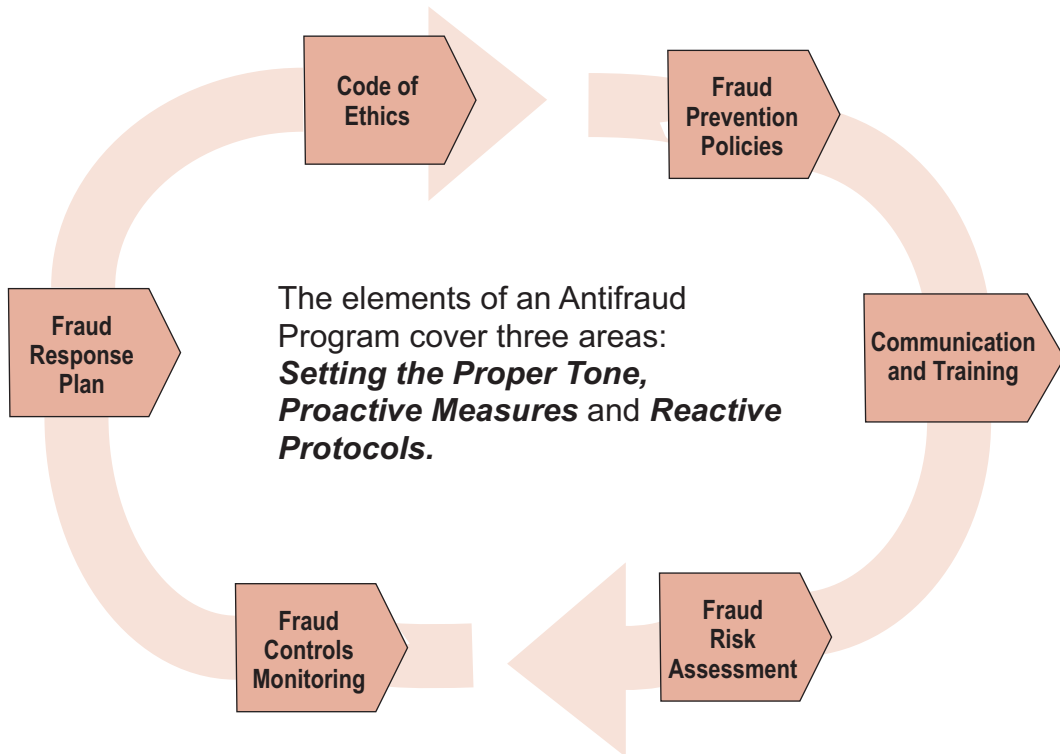 Code of
Ethics
Fraud
Prevention
Policies
Communication
and Training
Fraud
Risk
Assessment
Fraud
Controls
Monitoring
Fraud
Response
Plan
The elements of an Antifraud
Program cover three areas:
Setting the Proper Tone,
Proactive Measures and Reactive
Protocols.